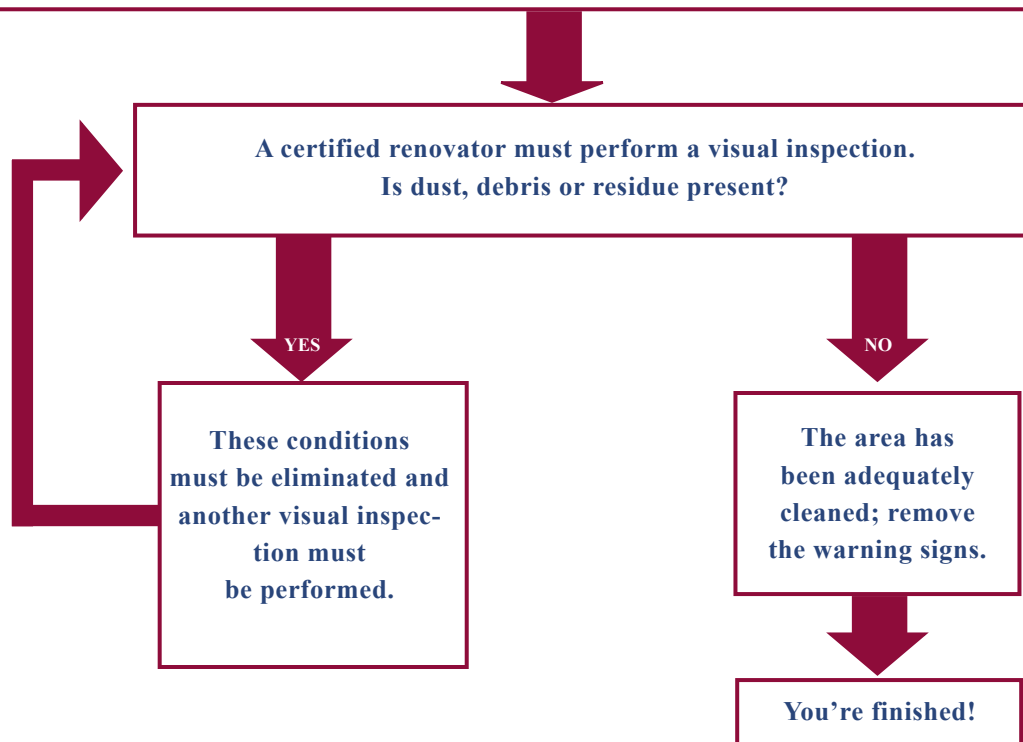 A certified renovator must perform a visual inspection.
Is dust, debris or residue present?
YES
NO
These conditions
must be eliminated and
another visual inspec-
tion must
be performed.
The area has
been adequately
cleaned; remove
the warning signs.
You're finished!